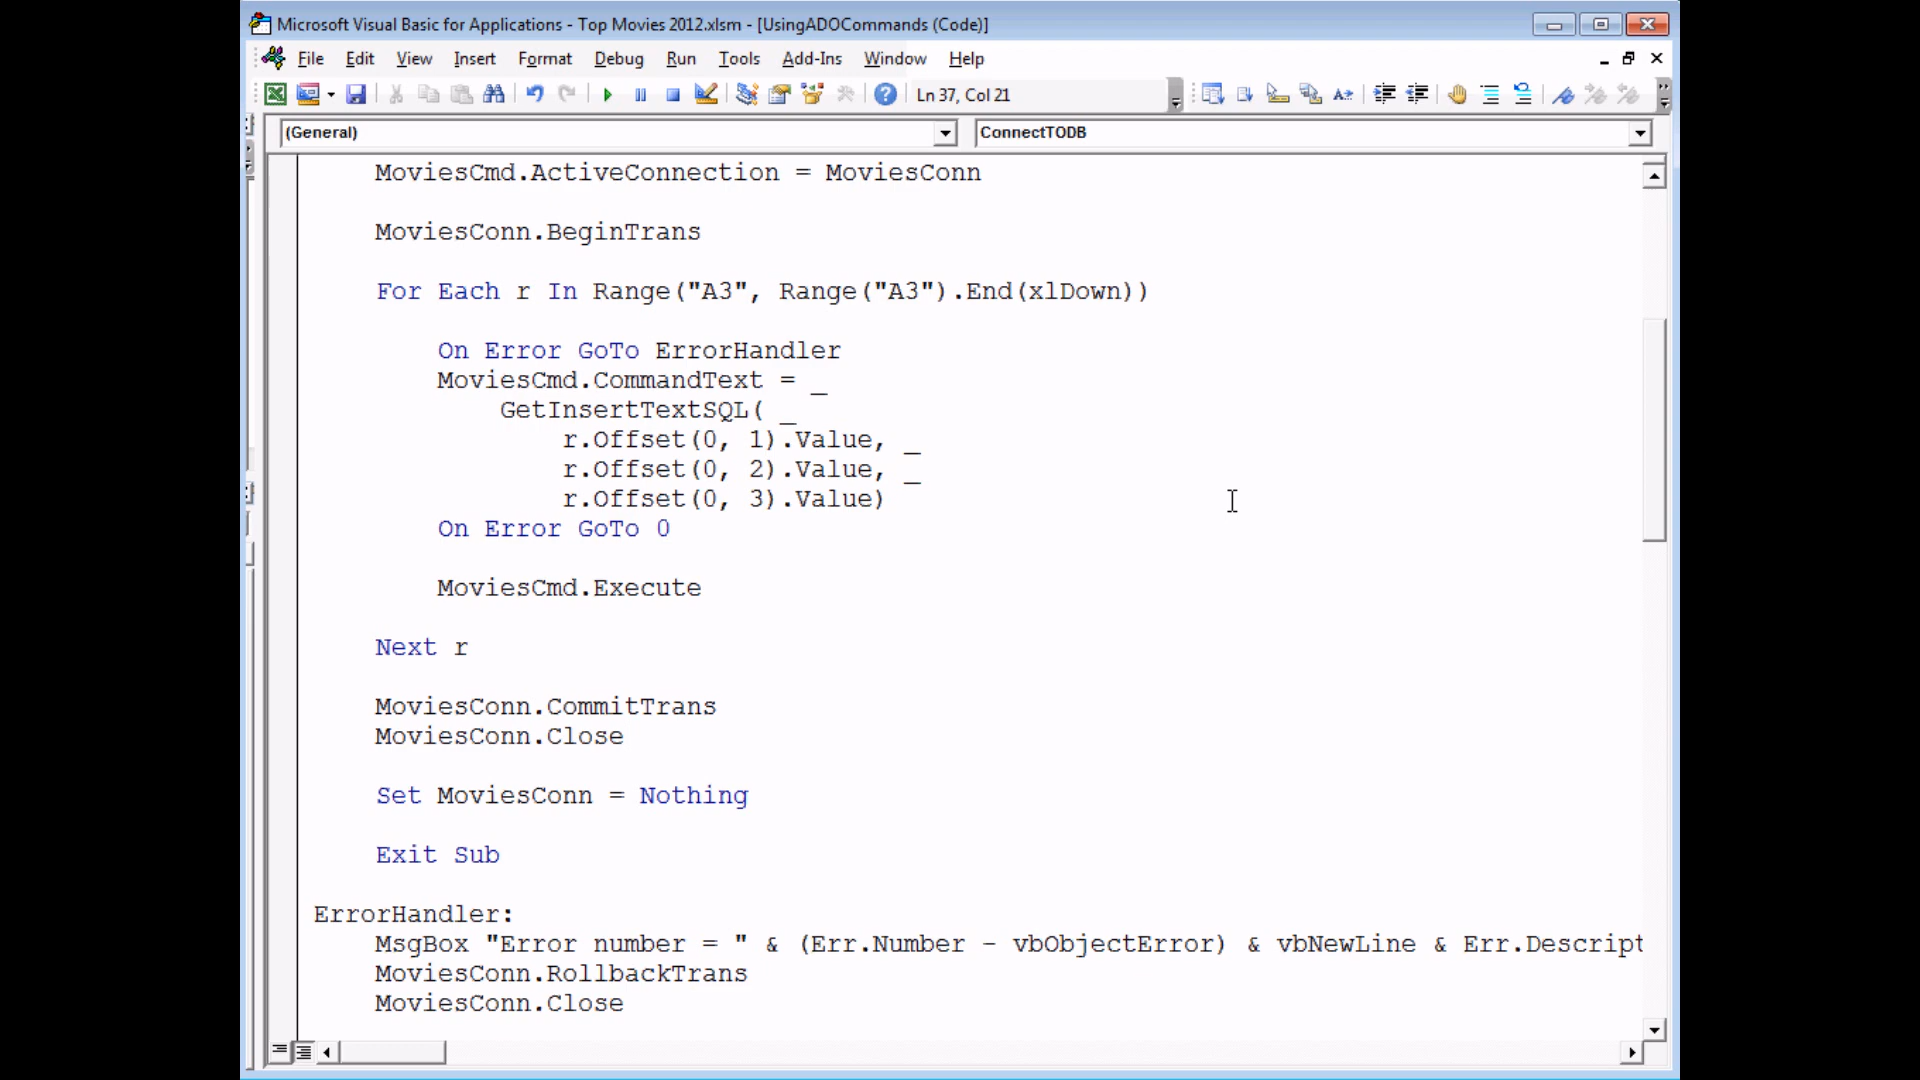 Microsoft Visual Basic for Applications - Top Movies 2012.xlsm - [UsingADOCommands (Code)]
File Edit View Insert Format Debug Run Tools Add-Ins Window Help
Ln 37, Col 21
(General) ConnectTODB
MoviesCmd.ActiveConnection = MoviesConn
MoviesConn.BeginTrans
For Each r In Range("A3", Range("A3").End(xlDown))
On Error GoTo ErrorHandler
MoviesCmd.CommandText = _
GetInsertTextSQL( _
r.Offset(0, 1).Value, _
r.Offset(0, 2).Value, _
r.Offset(0, 3).Value)
On Error GoTo 0
MoviesCmd.Execute
Next r
MoviesConn.CommitTrans
MoviesConn.Close
Set MoviesConn = Nothing
Exit Sub
ErrorHandler:
MsgBox "Error number = " & (Err.Number - vbObjectError) & vbNewLine & Err.Descript
MoviesConn.RollbackTrans
MoviesConn.Close